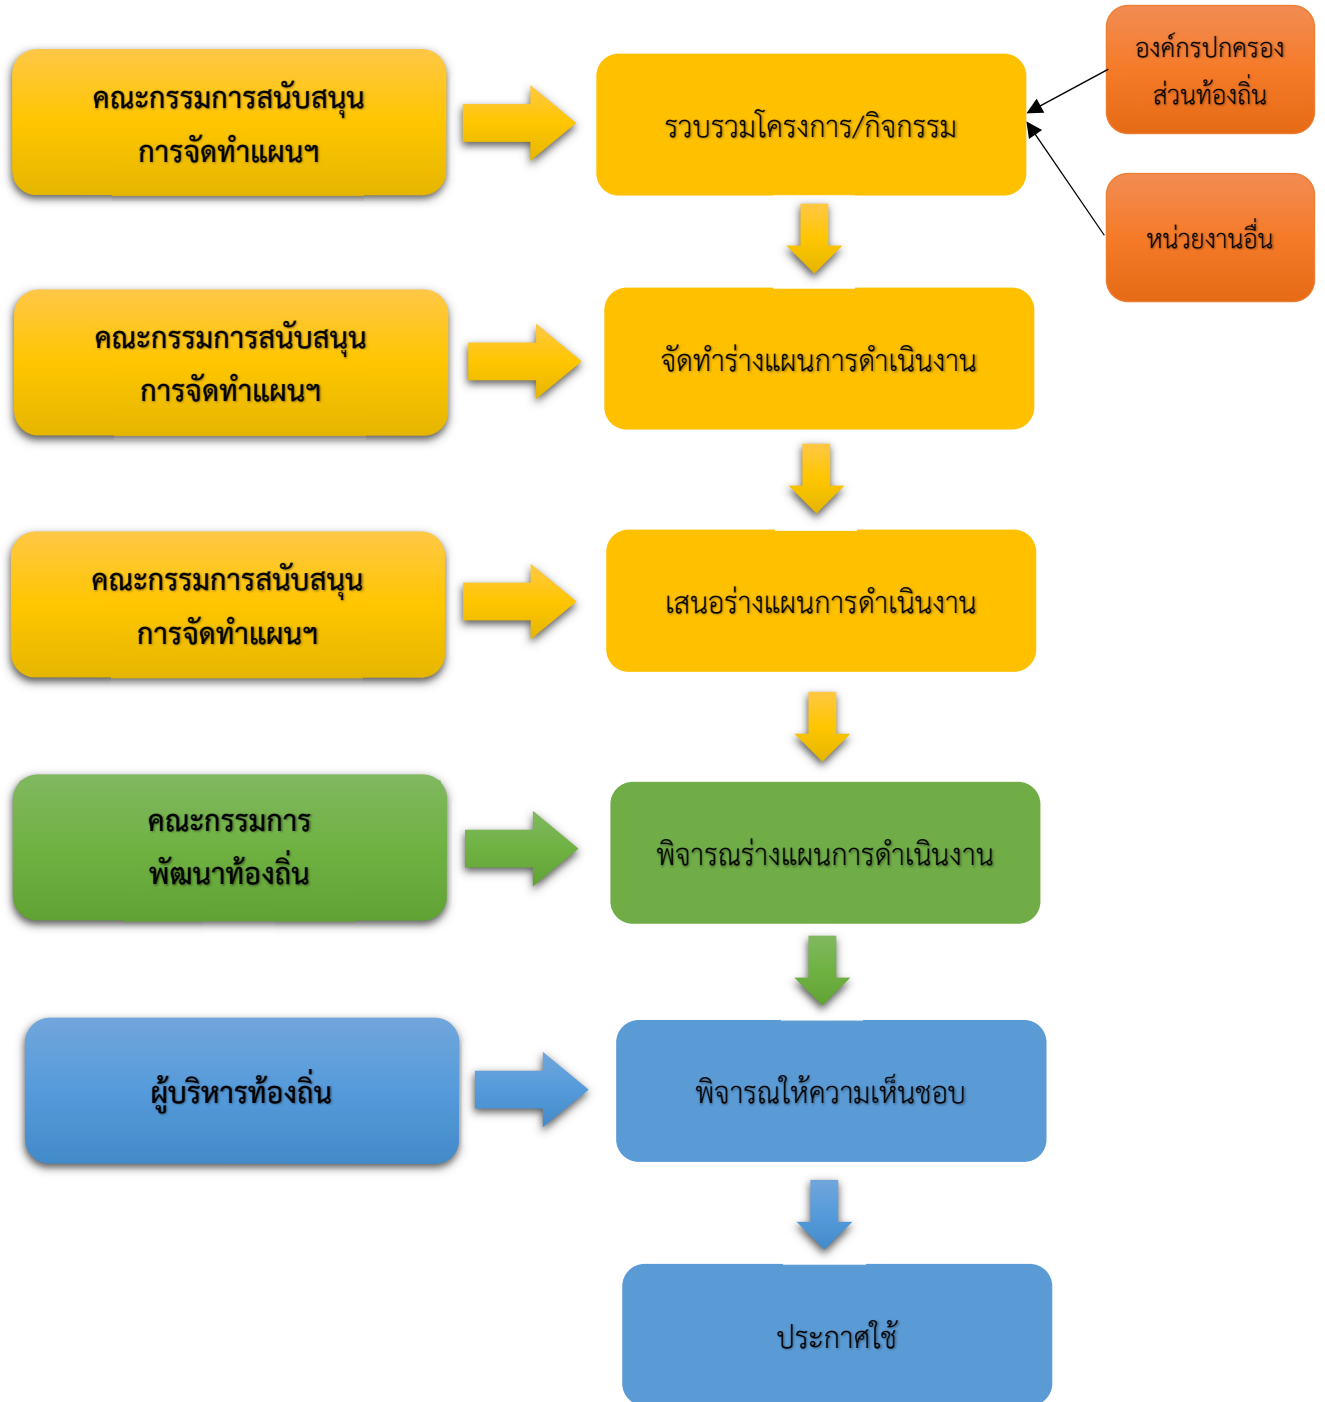 องค์กรปกครอง
ส่วนท้องถิ่น
คณะกรรมการสนับสนุน
การจัดทำแผนฯ
รวบรวมโครงการ/กิจกรรม
หน่วยงานอื่น
คณะกรรมการสนับสนุน
การจัดทำแผนฯ
จัดทำร่างแผนการดำเนินงาน
คณะกรรมการสนับสนุน
การจัดทำแผนฯ
เสนอร่างแผนการดำเนินงาน
คณะกรรมการ
พัฒนาท้องถิ่น
พิจารณร่างแผนการดำเนินงาน
ผู้บริหารท้องถิ่น
พิจารณให้ความเห็นชอบ
ประกาศใช้